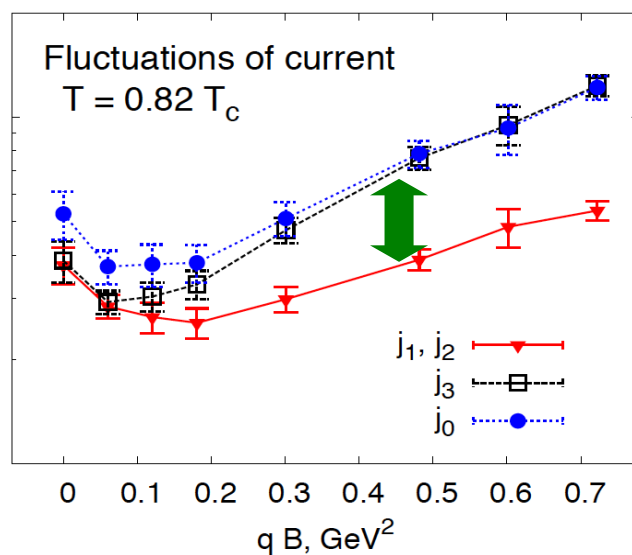 Fluctuations of current
T = 0.82 T_c
j_1, j_2
j_3
j_0
0 0.1 0.2 0.3 0.4 0.5 0.6 0.7
q B, GeV^2